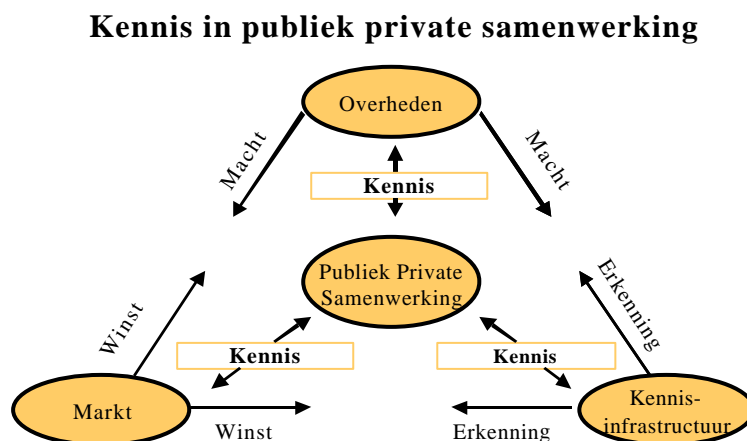 Kennis in publiek private samenwerking
Overheden
Macht
Macht
Kennis
Publiek Private
Samenwerking
Winst
Erkenning
Kennis
Kennis
Markt
Winst
Erkenning
Kennis-
infrastructuur